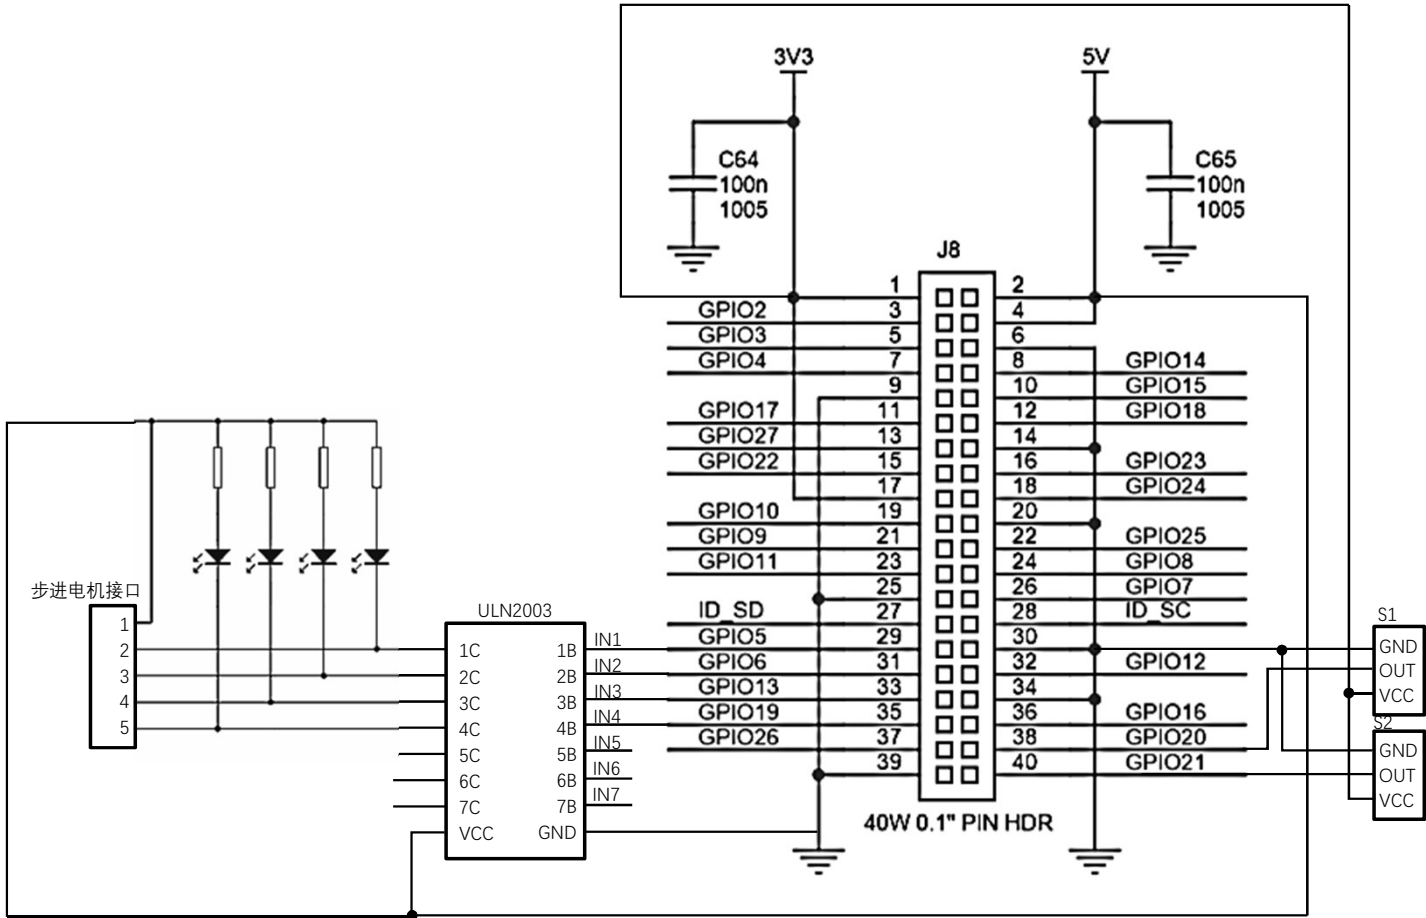 3V3
5V
C64
100n
1005
C65
100n
1005
J8
1 2
GPIO2 3 4
GPIO3 5 6
GPIO4 7 8 GPIO14
9 10 GPIO15
GPIO17 11 12 GPIO18
GPIO27 13 14
GPIO22 15 16 GPIO23
17 18 GPIO24
GPIO10 19 20
GPIO9 21 22 GPIO25
GPIO11 23 24 GPIO8
25 26 GPIO7
ID_SD 27 28 ID_SC
GPIO5 29 30
GPIO6 31 32 GPIO12
GPIO13 33 34
GPIO19 35 36 GPIO16
GPIO26 37 38 GPIO20
39 40 GPIO21
40W 0.1" PIN HDR
步进电机接口
1
2
3
4
5
ULN2003
1C 1B IN1
2C 2B IN2
3C 3B IN3
4C 4B IN4
5C 5B IN5
6C 6B IN6
7C 7B IN7
VCC GND
S1
GND
OUT
VCC
S2
GND
OUT
VCC